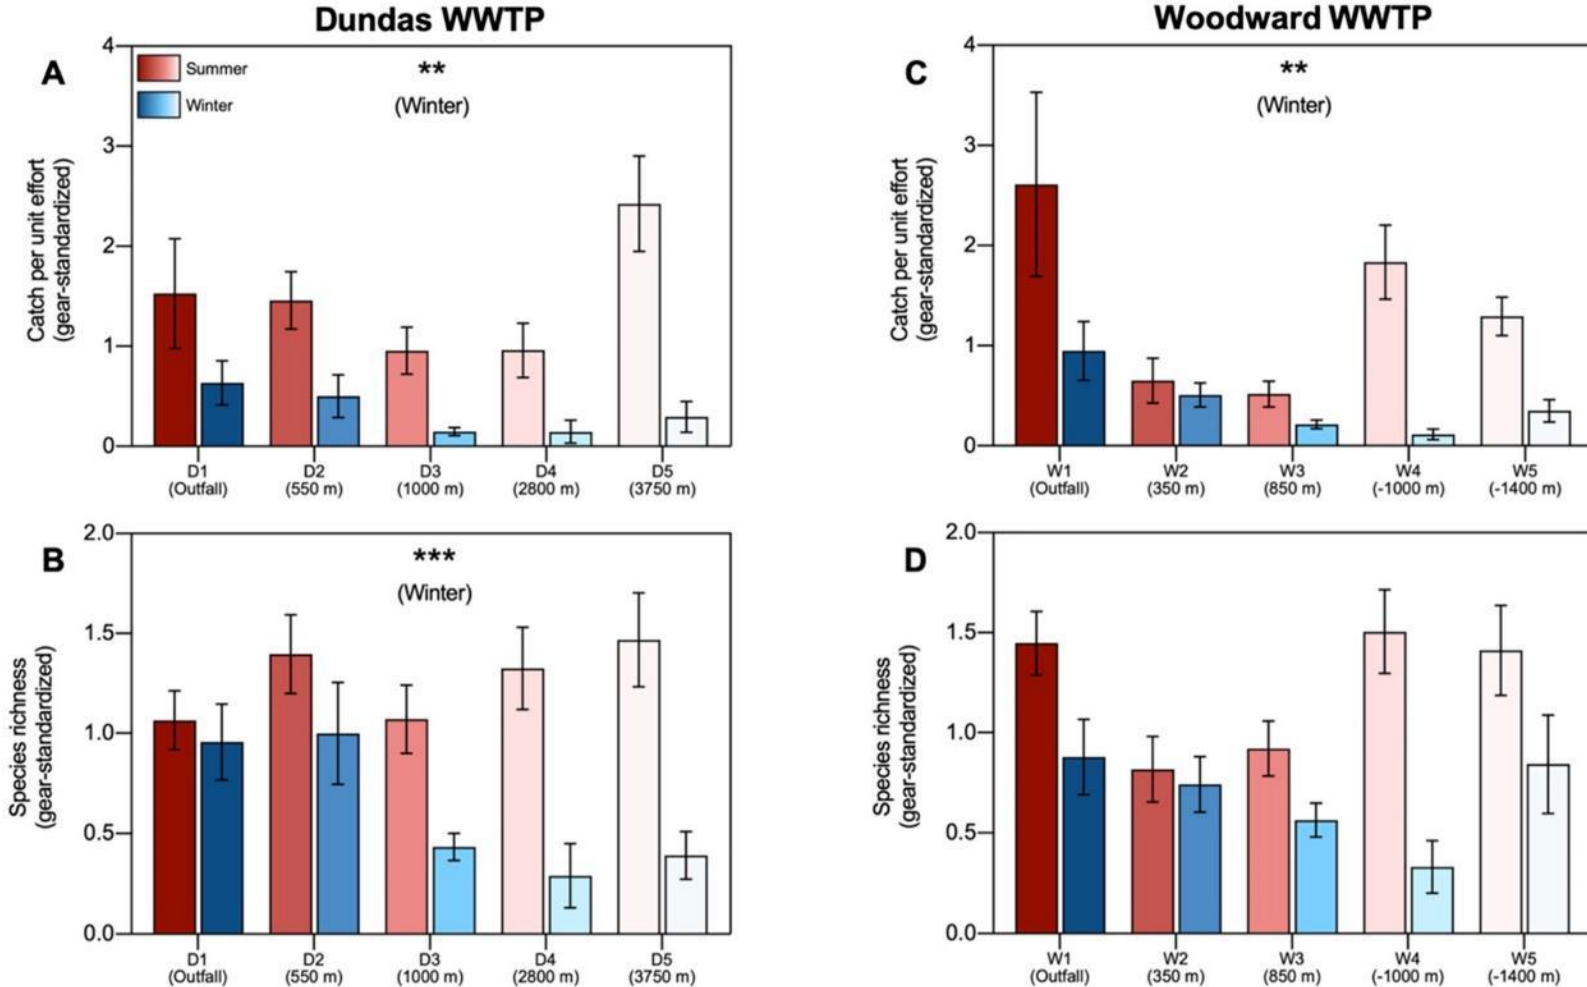 Dundas WWTP
A
4
3
2
1
0
Catch per unit effort
(gear-standardized)
Summer
Winter
**
(Winter)
D1
(Outfall)
D2
(550 m)
D3
(1000 m)
D4
(2800 m)
D5
(3750 m)
Woodward WWTP
C
4
3
2
1
0
Catch per unit effort
(gear-standardized)
**
(Winter)
W1
(Outfall)
W2
(350 m)
W3
(850 m)
W4
(-1000 m)
W5
(-1400 m)
B
2.0
1.5
1.0
0.5
0.0
Species richness
(gear-standardized)
***
(Winter)
D1
(Outfall)
D2
(550 m)
D3
(1000 m)
D4
(2800 m)
D5
(3750 m)
D
2.0
1.5
1.0
0.5
0.0
Species richness
(gear-standardized)
W1
(Outfall)
W2
(350 m)
W3
(850 m)
W4
(-1000 m)
W5
(-1400 m)